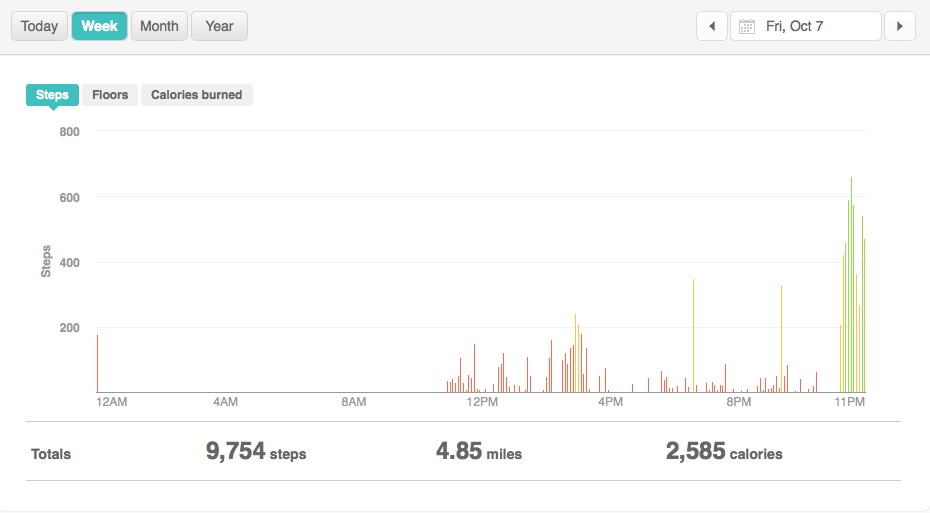 Today Week Month Year Fri, Oct 7
Steps Floors Calories burned
800
600
400
200
Steps
12AM 4AM 8AM 12PM 4PM 8PM 11PM
Totals 9,754 steps 4.85 miles 2,585 calories